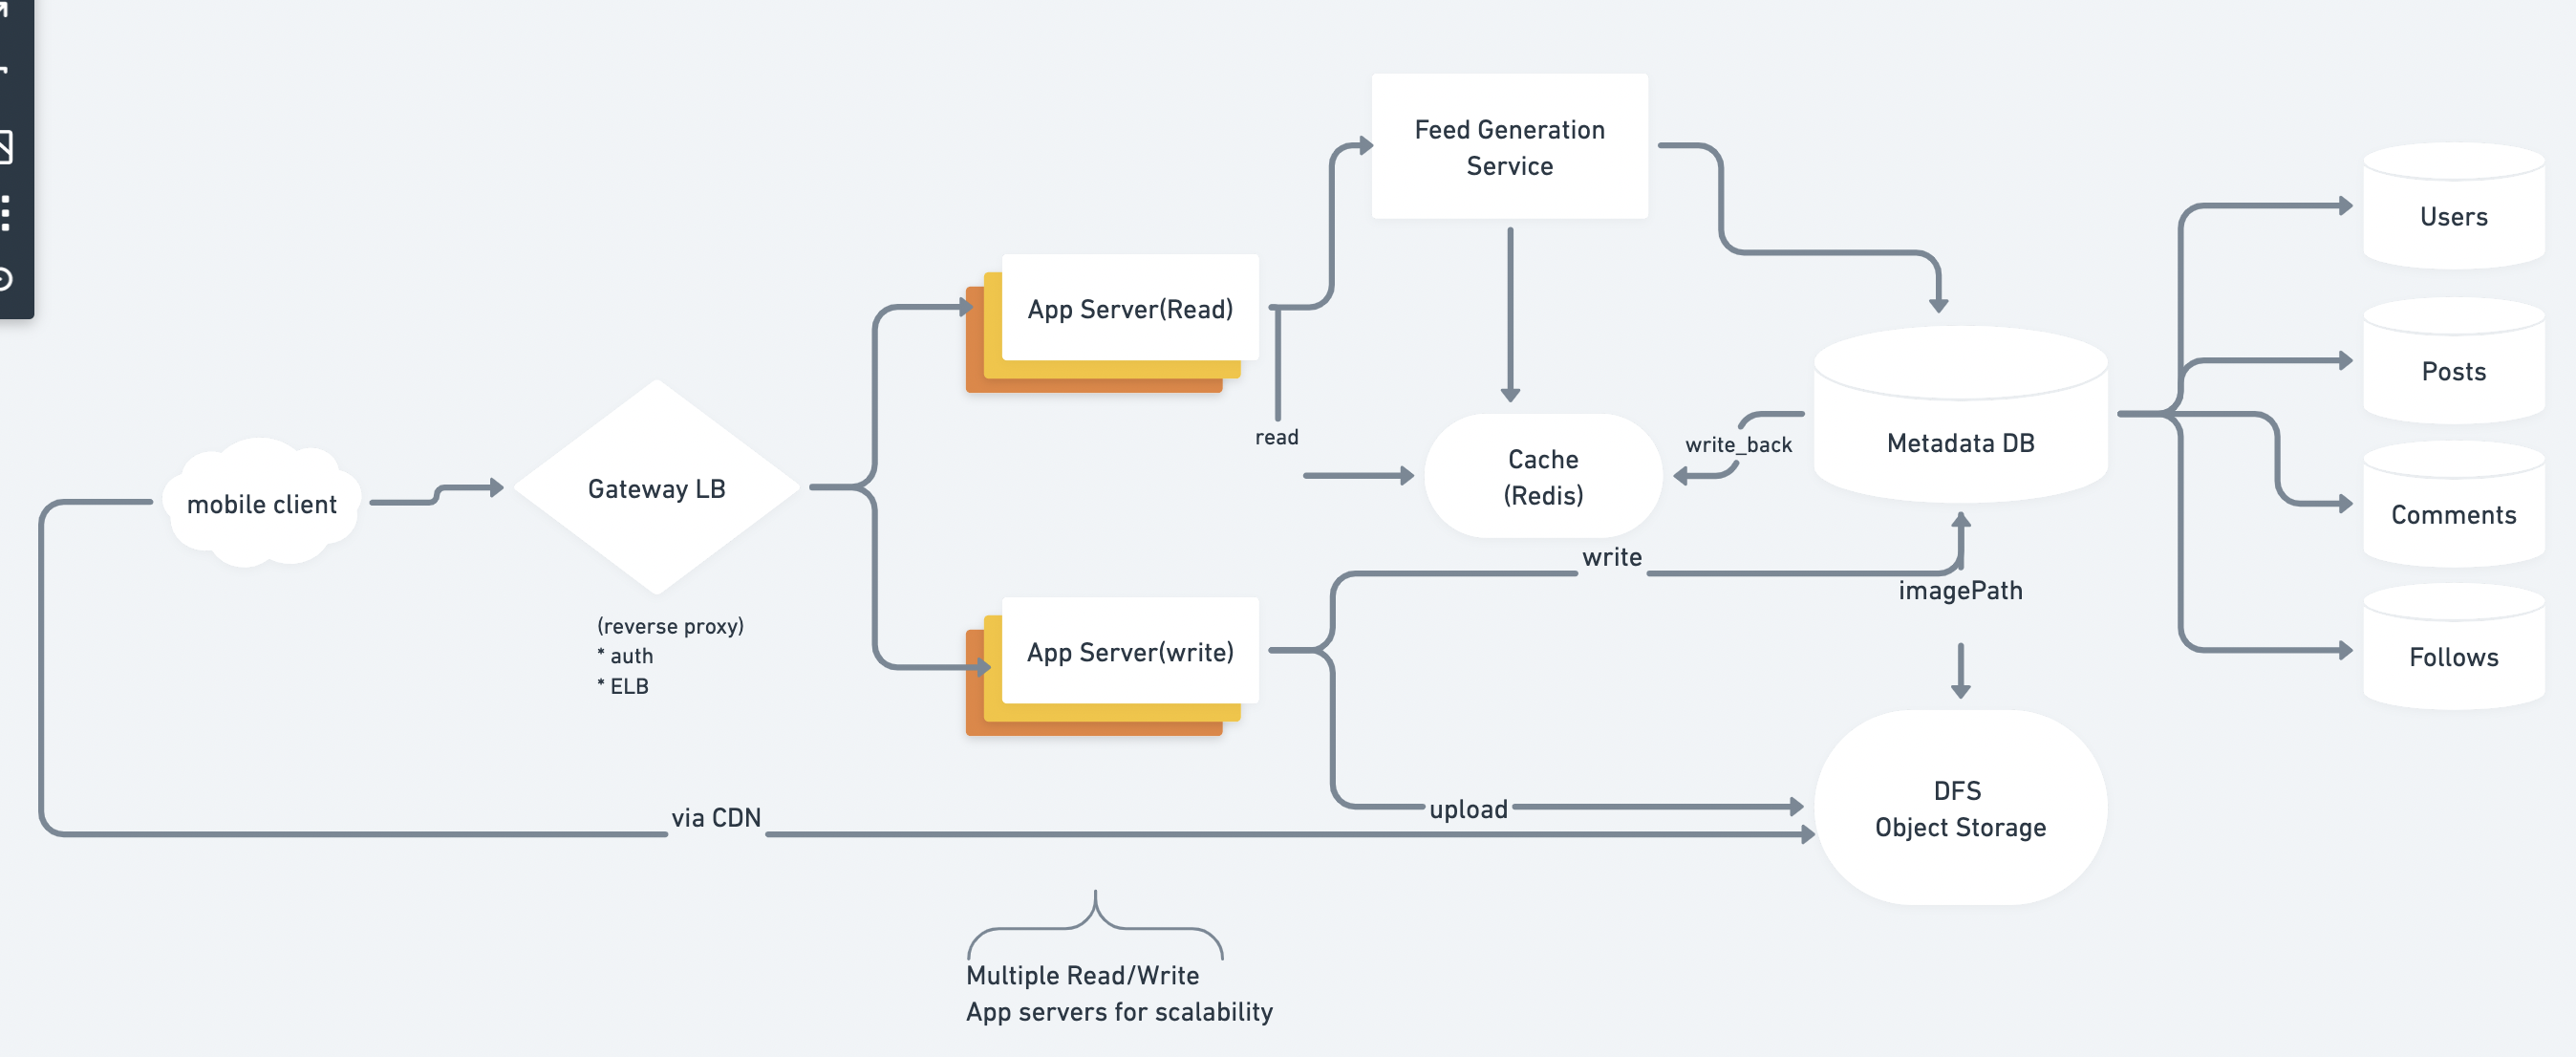 Feed Generation
Service
Users
App Server(Read)
Posts
read
Cache
(Redis)
write_back
Metadata DB
mobile client
Gateway LB
Comments
write
imagePath
(reverse proxy)
* auth
* ELB
App Server(write)
Follows
via CDN
upload
DFS
Object Storage
Multiple Read/Write
App servers for scalability